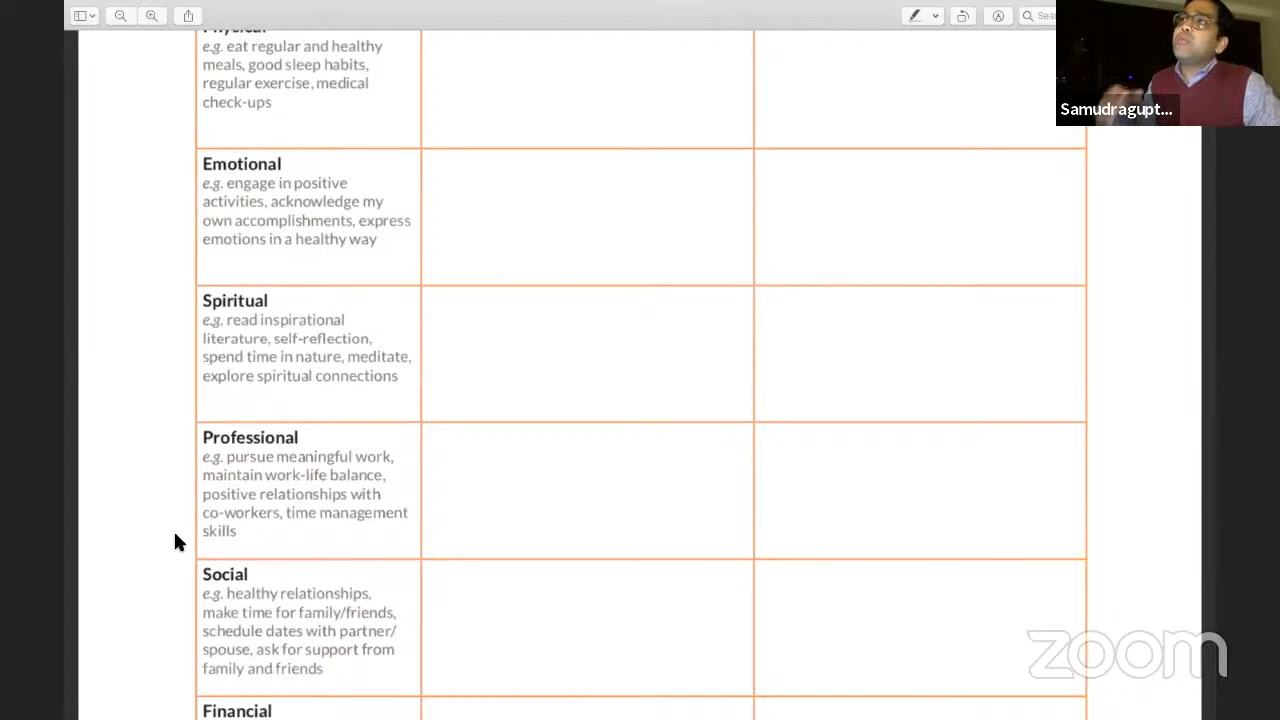 Sea
Samudragupt...
Physical
e.g. eat regular and healthy
meals, good sleep habits,
regular exercise, medical
check-ups
Emotional
e.g. engage in positive
activities, acknowledge my
own accomplishments, express
emotions in a healthy way
Spiritual
e.g. read inspirational
literature, self-reflection,
spend time in nature, meditate,
explore spiritual connections
Professional
e.g. pursue meaningful work,
maintain work-life balance,
positive relationships with
co-workers, time management
skills
Social
e.g. healthy relationships,
make time for family/friends,
schedule dates with partner/
spouse, ask for support from
family and friends
Financial
zoom